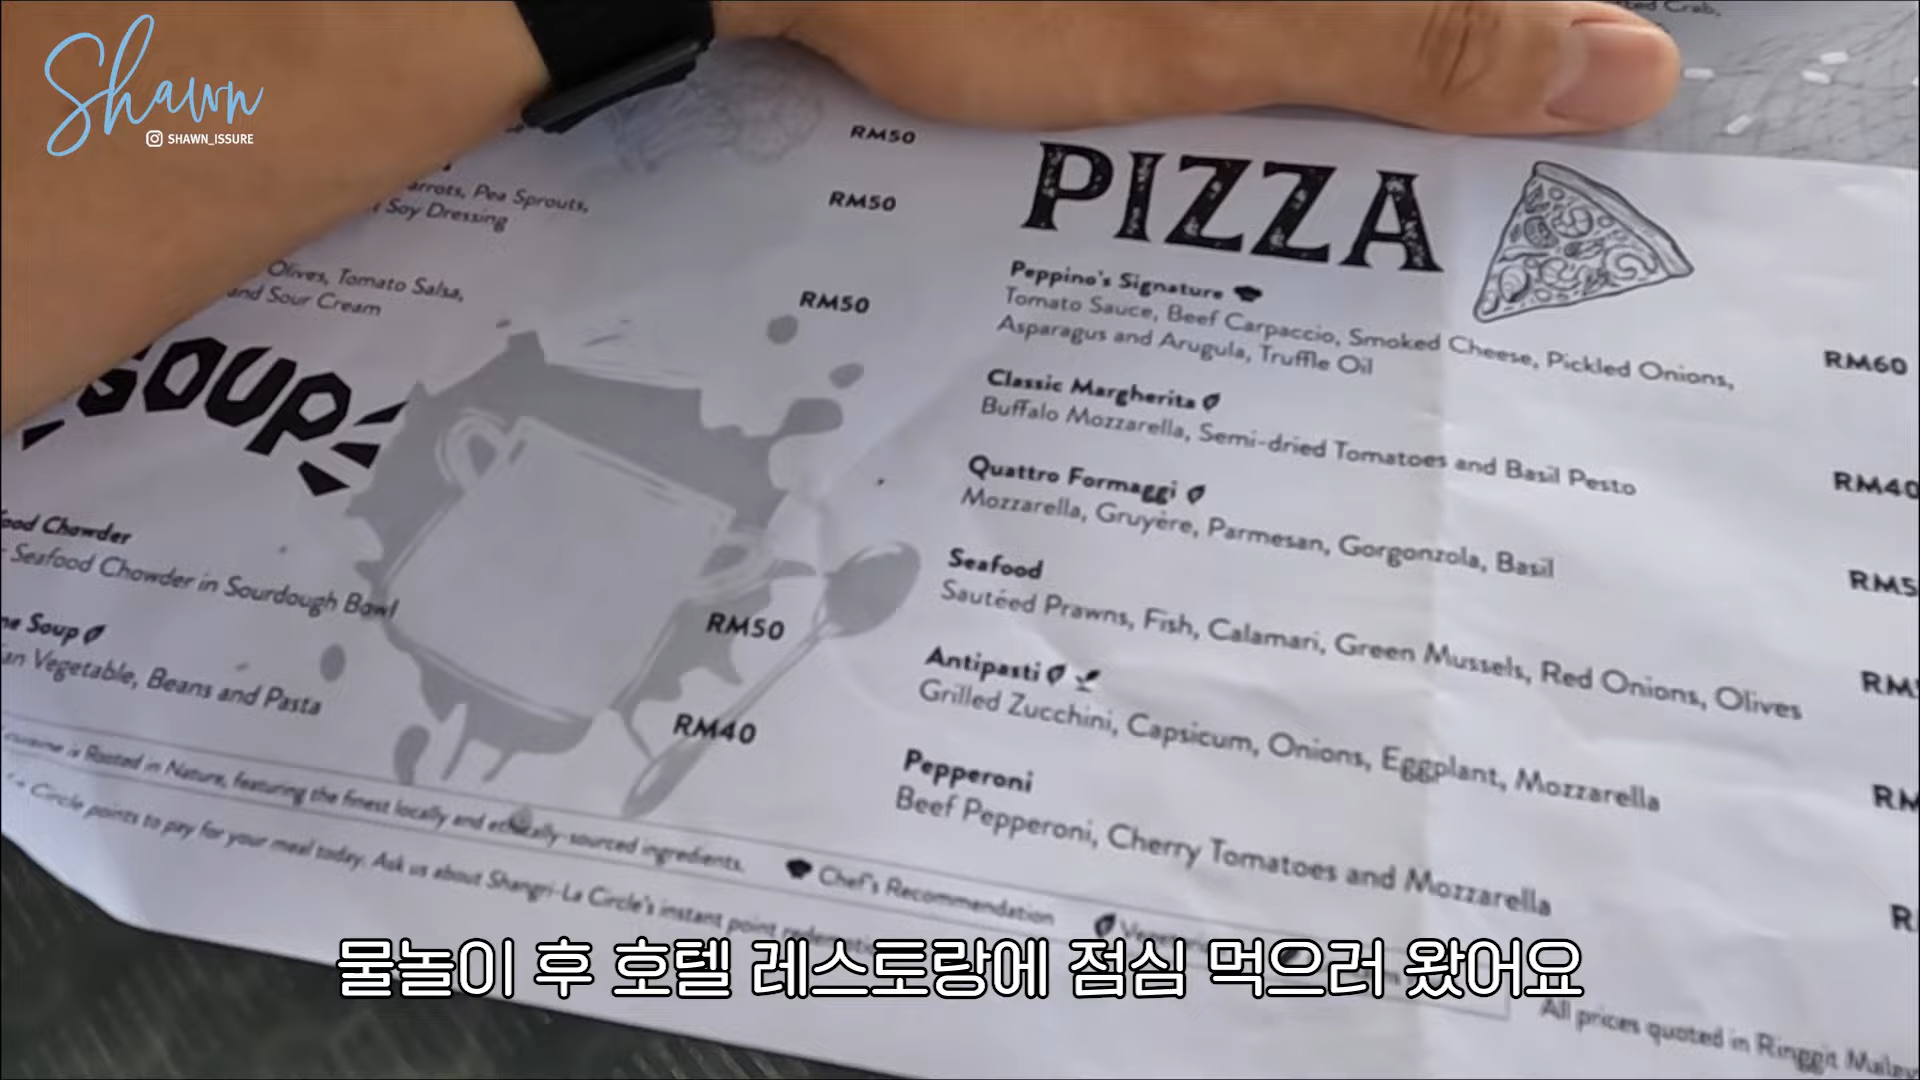 Shawn
SHAWN_ISSURE
Crab.
RM50
Pea Sprouts,
Soy Dressing
RM50
Olives, Tomato Salsa,
and Sour Cream
RM50
SOUP
Chowder
Seafood Chowder in Sourdough Bowl
RM50
Soup
Vegetable, Beans and Pasta
RM40
PIZZA
Peppino's Signature
Tomato Sauce, Beef Carpaccio, Smoked Cheese, Pickled Onions,
Asparagus and Arugula, Truffle Oil
RM60
Classic Margherita
Buffalo Mozzarella, Semi-dried Tomatoes and Basil Pesto
RM40
Quattro Formaggi
Mozzarella, Gruyère, Parmesan, Gorgonzola, Basil
RM5
Seafood
Sautéed Prawns, Fish, Calamari, Green Mussels, Red Onions, Olives
RM
Antipasti
Grilled Zucchini, Capsicum, Onions, Eggplant, Mozzarella
RM
Pepperoni
Beef Pepperoni, Cherry Tomatoes and Mozzarella
cuisine is Rooted in Nature, featuring the finest locally and ethically-sourced ingredients.
Circle points to pay for your meal today. Ask us about Shangri-La Circle's instant point
Chef's Recommendation
All prices quoted in Ringgit
물놀이 후 호텔 레스토랑에 점심 먹으러 왔어요